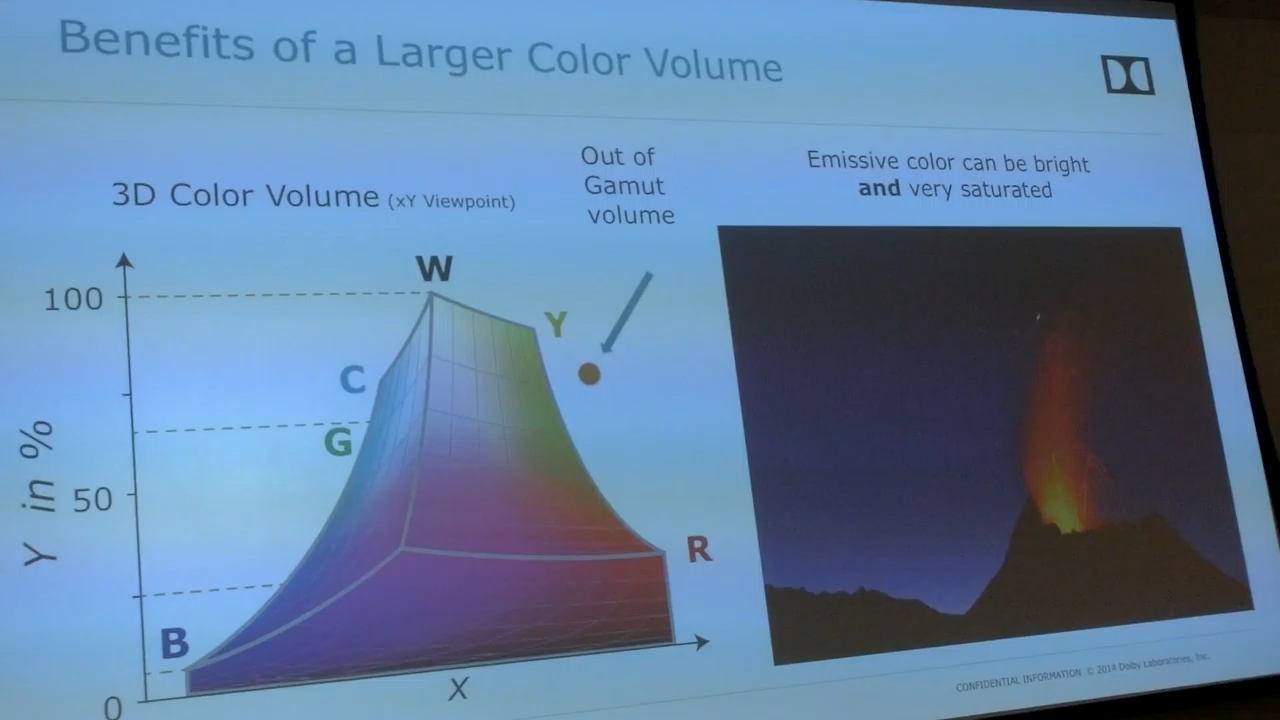 Benefits of a Larger Color Volume
3D Color Volume (xY Viewpoint)
Out of
Gamut
volume
Emissive color can be bright
and very saturated
W
100
Y
C
G
Y in %
50
R
B
0
X
CONFIDENTIAL INFORMATION © 2014 Dolby Laboratories, Inc.